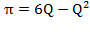 π = 6Q − Q²